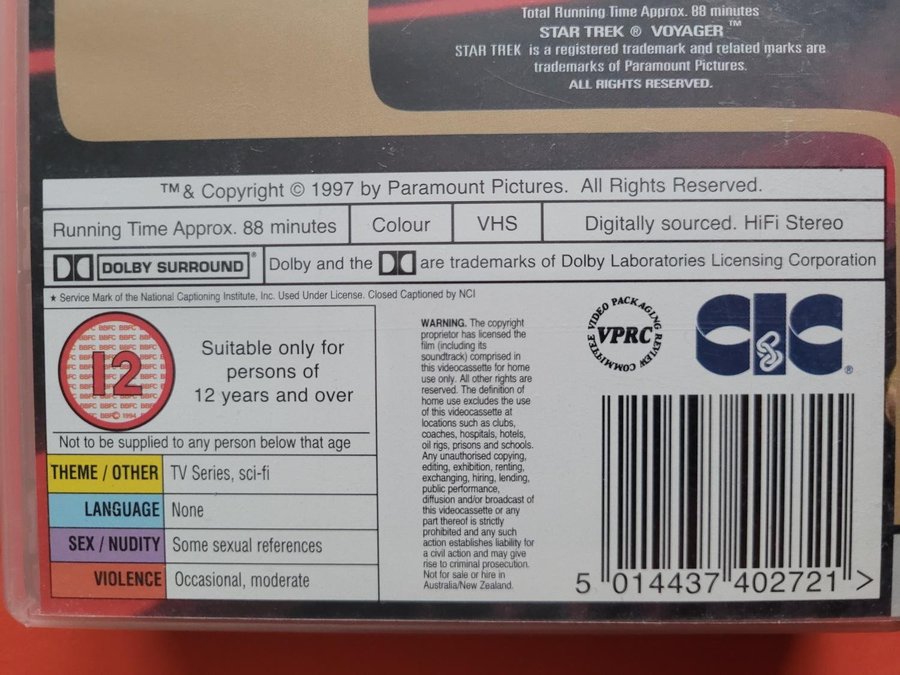 Total Running Time Approx. 88 minutes
STAR TREK ® VOYAGER ™
STAR TREK is a registered trademark and related marks are
trademarks of Paramount Pictures.
ALL RIGHTS RESERVED.
™ & Copyright © 1997 by Paramount Pictures. All Rights Reserved.
Running Time Approx. 88 minutes
Colour
VHS
Digitally sourced. HiFi Stereo
DOLBY SURROUND®
Dolby and the
are trademarks of Dolby Laboratories Licensing Corporation
★ Service Mark of the National Captioning Institute, Inc. Used Under License. Closed Captioned by NCI
12
BBFC © 1994
Suitable only for
persons of
12 years and over
Not to be supplied to any person below that age
THEME / OTHER TV Series, sci-fi
LANGUAGE None
SEX / NUDITY Some sexual references
VIOLENCE Occasional, moderate
WARNING. The copyright
proprietor has licensed the
film (including its
soundtrack) comprised in
this videocassette for home
use only. All other rights are
reserved. The definition of
home use excludes the use
of this videocassette at
locations such as clubs,
coaches, hospitals, hotels,
oil rigs, prisons and schools.
Any unauthorised copying,
editing, exhibition, renting,
exchanging, hiring, lending,
public performance,
diffusion and/or broadcast of
this videocassette or any
part thereof is strictly
prohibited and any such
action establishes liability for
a civil action and may give
rise to criminal prosecution.
Not for sale or hire in
Australia/New Zealand.
VIDEO PACKAGING REVIEW COMMITTEE
VPRC
CIC ®
5 014437 402721 >